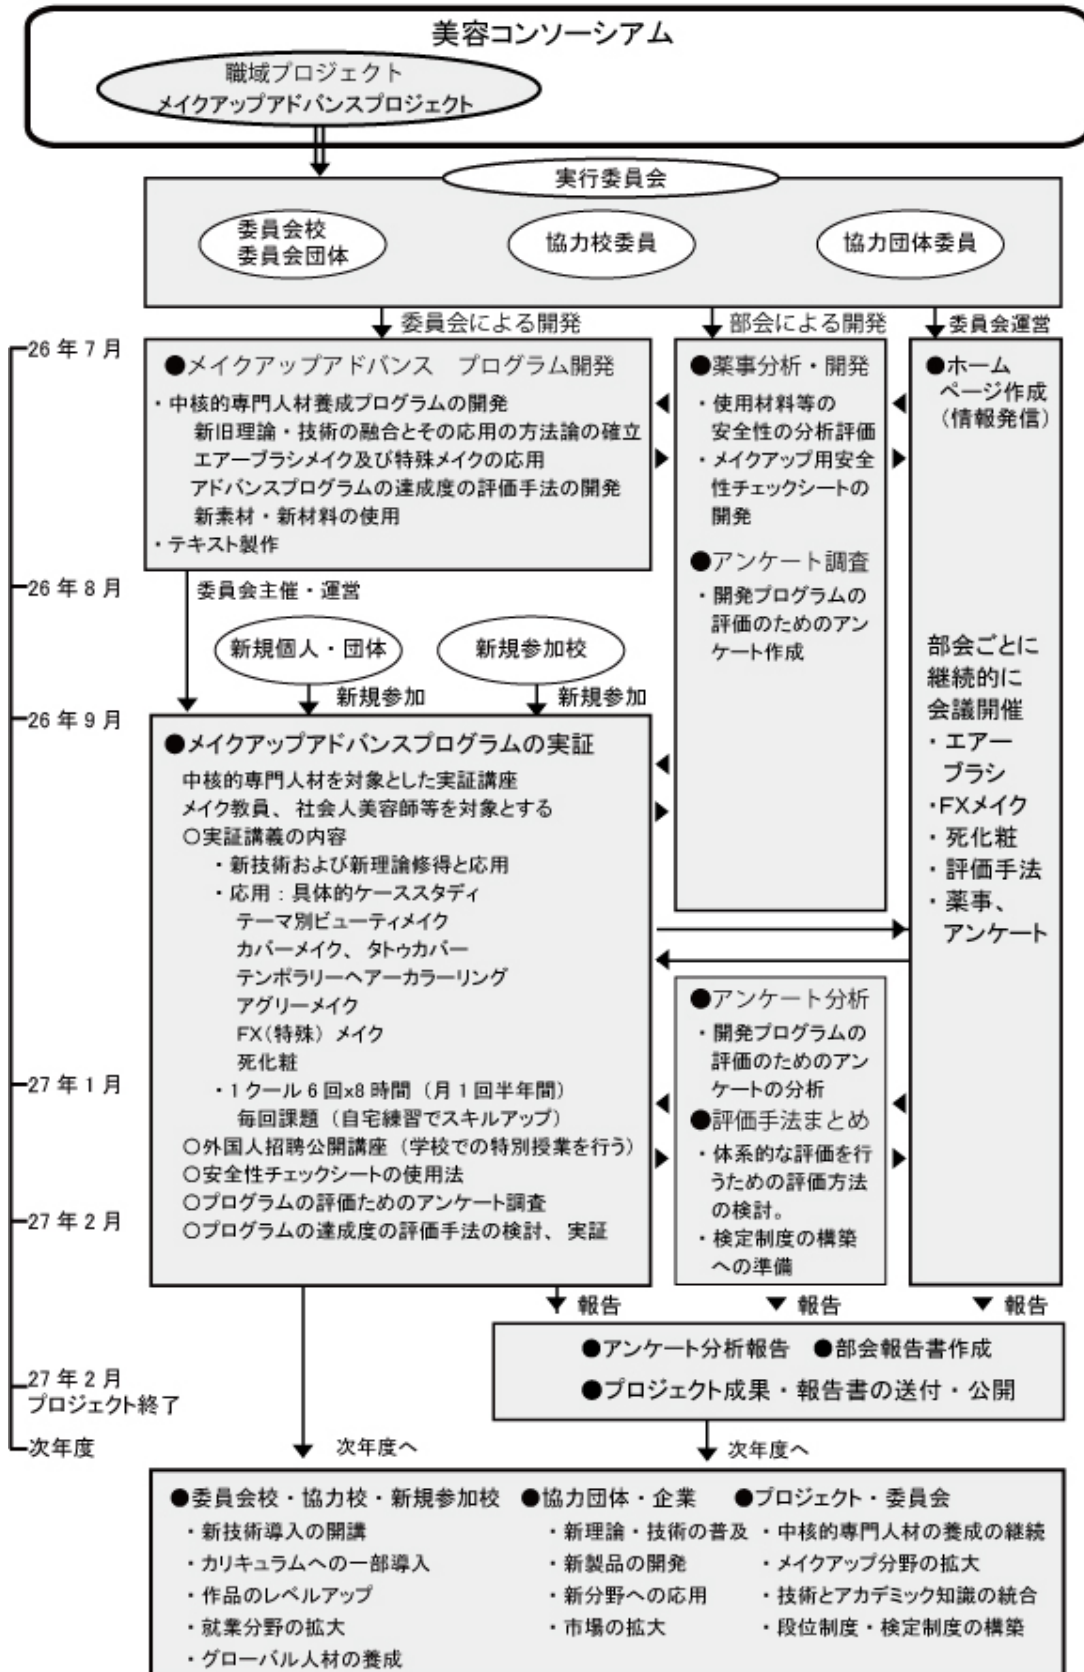 美容コンソーシアム
職域プロジェクト
メイクアップアドバンスプロジェクト
実行委員会
委員会校
委員会団体
協力校委員
協力団体委員
委員会による開発
部会による開発
委員会運営
26 年 7 月
●メイクアップアドバンス　プログラム開発
・中核的専門人材養成プログラムの開発
新旧理論・技術の融合とその応用の方法論の確立
エアーブラシメイク及び特殊メイクの応用
アドバンスプログラムの達成度の評価手法の開発
新素材・新材料の使用
・テキスト製作
●薬事分析・開発
・使用材料等の
安全性の分析評価
・メイクアップ用安全
性チェックシートの
開発
●アンケート調査
・開発プログラムの
評価のためのアン
ケート作成
●ホーム
ページ作成
（情報発信）
部会ごとに
継続的に
会議開催
・エアー
ブラシ
・FXメイク
・死化粧
・評価手法
・薬事、
アンケート
26 年 8 月
委員会主催・運営
新規個人・団体
新規参加校
新規参加
新規参加
26 年 9 月
●メイクアップアドバンスプログラムの実証
中核的専門人材を対象とした実証講座
メイク教員、社会人美容師等を対象とする
○実証講義の内容
・新技術および新理論修得と応用
・応用：具体的ケーススタディ
テーマ別ビューティメイク
カバーメイク、タトゥカバー
テンポラリーヘアーカラーリング
アグリーメイク
FX（特殊）メイク
死化粧
・1クール 6 回x8 時間（月 1 回半年間）
毎回課題（自宅練習でスキルアップ）
○外国人招聘公開講座（学校での特別授業を行う）
○安全性チェックシートの使用法
○プログラムの評価ためのアンケート調査
○プログラムの達成度の評価手法の検討、実証
●アンケート分析
・開発プログラムの
評価のためのアン
ケートの分析
●評価手法まとめ
・体系的な評価を行
うための評価方法
の検討。
・検定制度の構築
への準備
27 年 1 月
27 年 2 月
報告
報告
報告
●アンケート分析報告　●部会報告書作成
●プロジェクト成果・報告書の送付・公開
27 年 2 月
プロジェクト終了
次年度
次年度へ
次年度へ
●委員会校・協力校・新規参加校
・新技術導入の開講
・カリキュラムへの一部導入
・作品のレベルアップ
・就業分野の拡大
・グローバル人材の養成
●協力団体・企業
・新理論・技術の普及
・新製品の開発
・新分野への応用
・市場の拡大
●プロジェクト・委員会
・中核的専門人材の養成の継続
・メイクアップ分野の拡大
・技術とアカデミック知識の統合
・段位制度・検定制度の構築